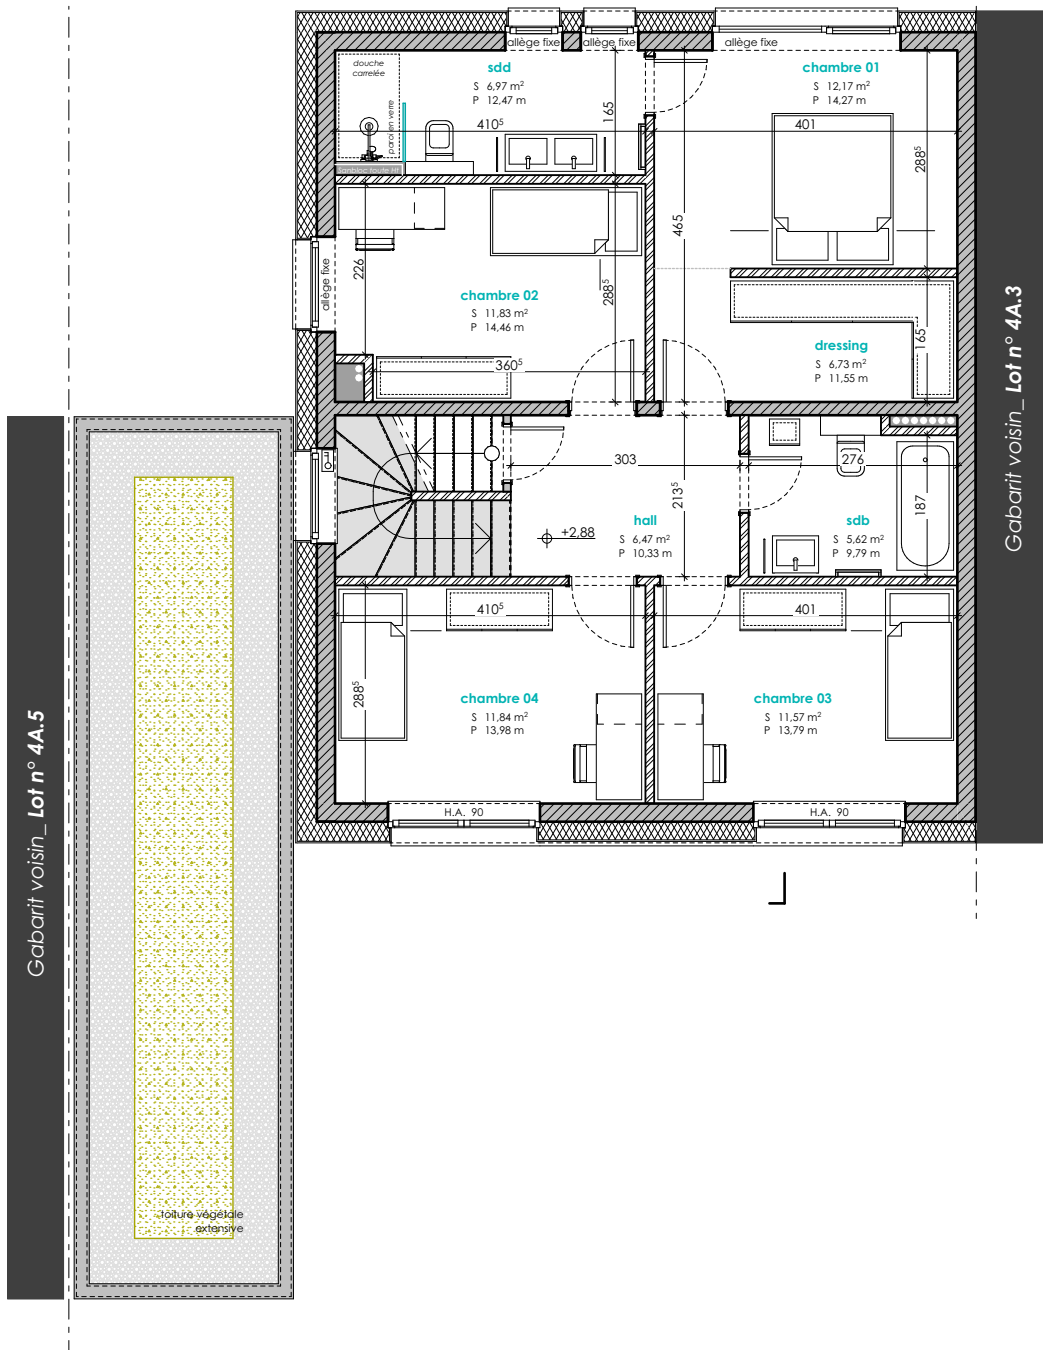 allège fixe
allège fixe
allège fixe
douche
carrelée
sdd
S 6,97 m²
P 12,47 m
chambre 01
S 12,17 m²
P 14,27 m
paroi en verre
165
410⁵
401
288⁵
465
226
allège fixe
chambre 02
S 11,83 m²
P 14,46 m
288⁵
360⁵
dressing
S 6,73 m²
P 11,55 m
165
Gabarit voisin_ Lot n° 4A.3
303
276
213⁵
187
+2,88
hall
S 6,47 m²
P 10,33 m
sdb
S 5,62 m²
P 9,79 m
410⁵
401
288⁵
chambre 04
S 11,84 m²
P 13,98 m
chambre 03
S 11,57 m²
P 13,79 m
H.A. 90
H.A. 90
Gabarit voisin_ Lot n° 4A.5
toiture végétale
extensive